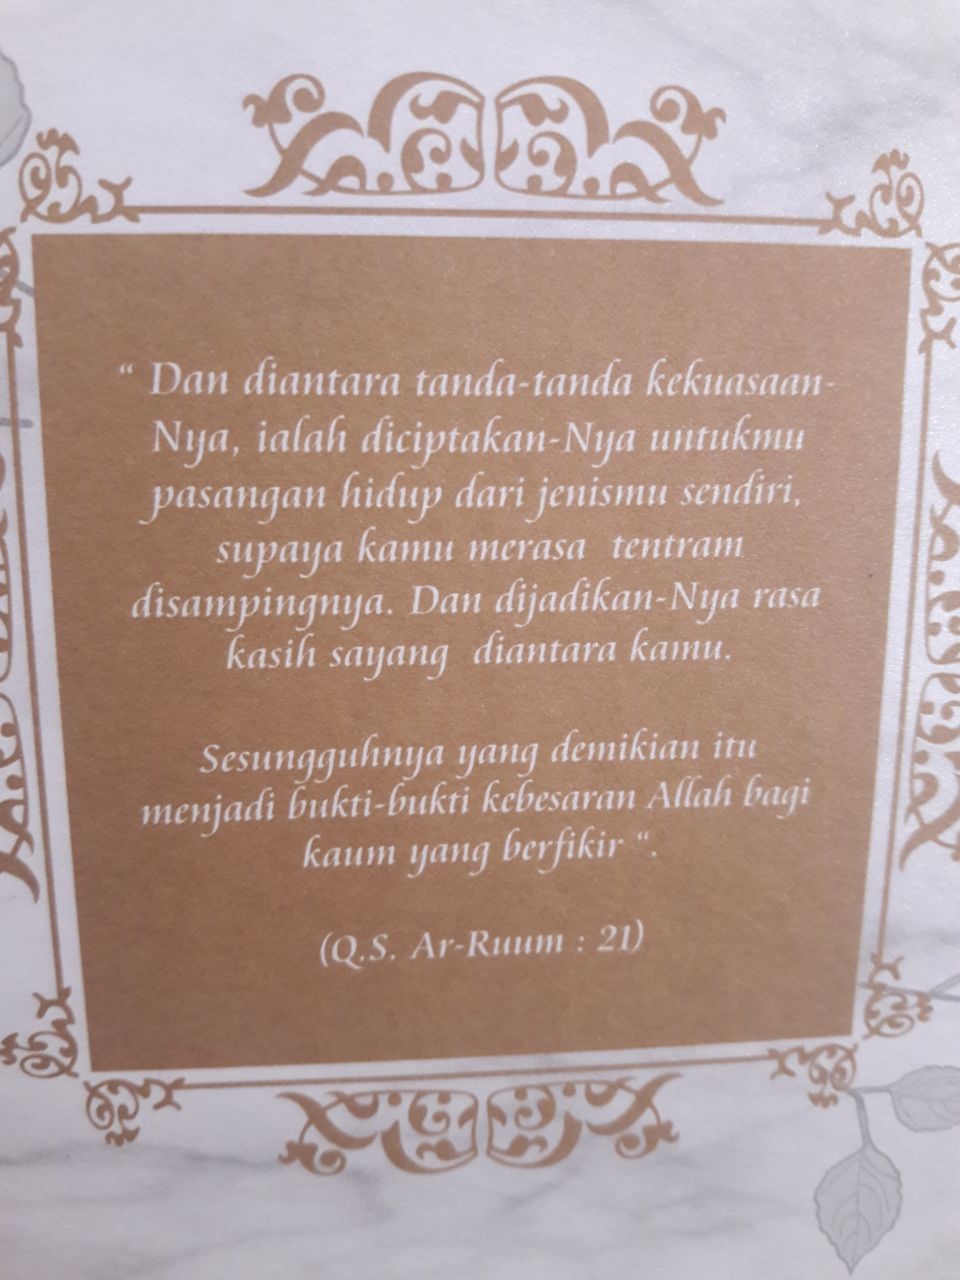 “ Dan diantara tanda-tanda kekuasaan-
Nya, ialah diciptakan-Nya untukmu
pasangan hidup dari jenismu sendiri,
supaya kamu merasa tentram
disampingnya. Dan dijadikan-Nya rasa
kasih sayang diantara kamu.
Sesungguhnya yang demikian itu
menjadi bukti-bukti kebesaran Allah bagi
kaum yang berfikir “.
(Q.S. Ar-Ruum : 21)